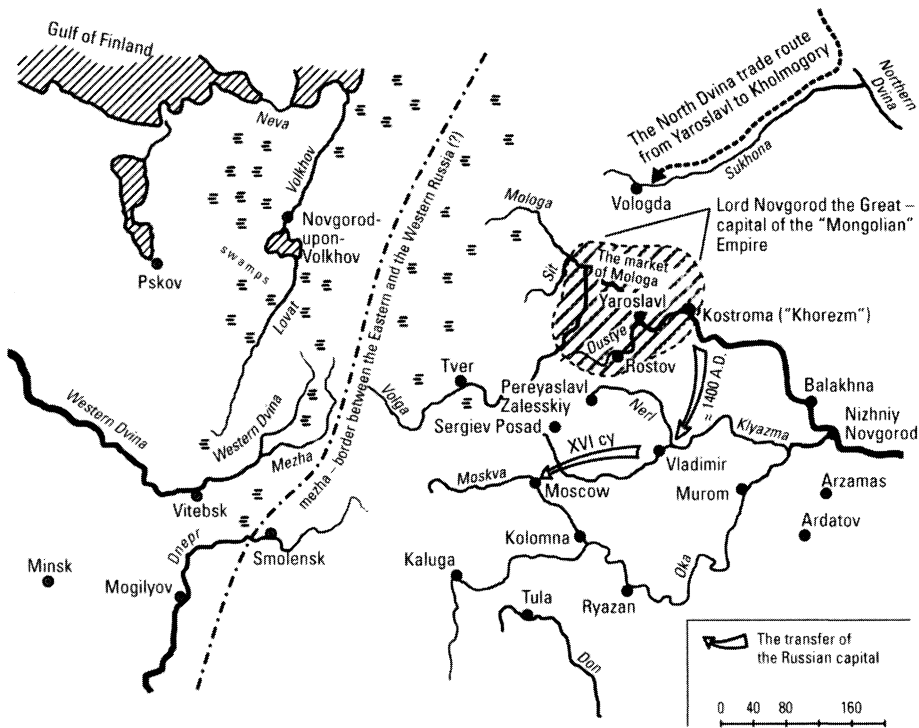 Gulf of Finland
Neva
Volkhov
Novgorod-
upon-
Volkhov
Pskov
swamps
Lovat
mezha – border between the Eastern and the Western Russia (?)
The North Dvina trade route
from Yaroslavl to Kholmogory
Northern
Dvina
Sukhona
Vologda
Mologa
Lord Novgorod the Great –
capital of the "Mongolian"
Empire
Sit
The market
of Mologa
Yaroslavl
Kostroma ("Khorezm")
Dustye
Rostov
Tver
Volga
Pereyaslavl
Zalesskiy
Sergiev Posad
Nerl
≈ 1400 A.D.
Balakhna
Nizhniy
Novgorod
Klyazma
Western Dvina
Western Dvina
Mezha
Vitebsk
XVI cy
Vladimir
Moskva
Moscow
Murom
Arzamas
Ardatov
Dnepr
Smolensk
Minsk
Mogilyov
Kolomna
Kaluga
Oka
Tula
Ryazan
Don
The transfer of
the Russian capital
0 40 80 160